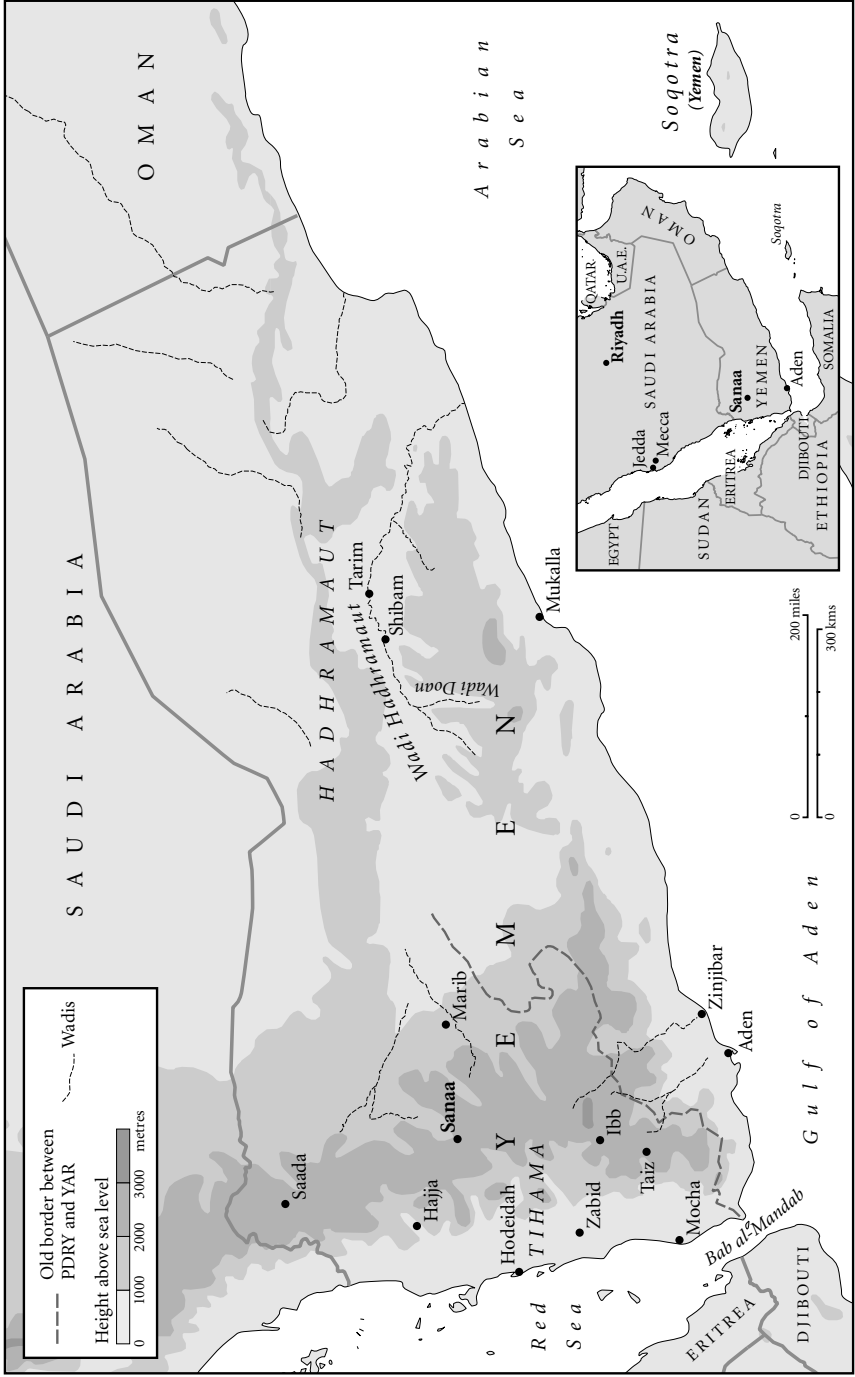 Old border between
PDRY and YAR
Wadis
Height above sea level
0 1000 2000 3000 metres
SAUDI ARABIA
OMAN
HADHRAMAUT
Tarim
Shibam
Wadi Hadhramaut
Wadi Doan
Mukalla
YEMEN
Saada
Hajja
Sanaa
Marib
Hodeidah
TIHAMA
Zabid
Ibb
Taiz
Mocha
Zinjibar
Aden
Bab al-Mandab
Red
Sea
ERITREA
DJIBOUTI
Gulf of Aden
Arabian
Sea
Soqotra
(Yemen)
0 200 miles
0 300 kms
QATAR
U.A.E.
OMAN
Riyadh
SAUDI ARABIA
Jedda
Mecca
Sanaa
YEMEN
Aden
Soqotra
EGYPT
SUDAN
ERITREA
DJIBOUTI
ETHIOPIA
SOMALIA